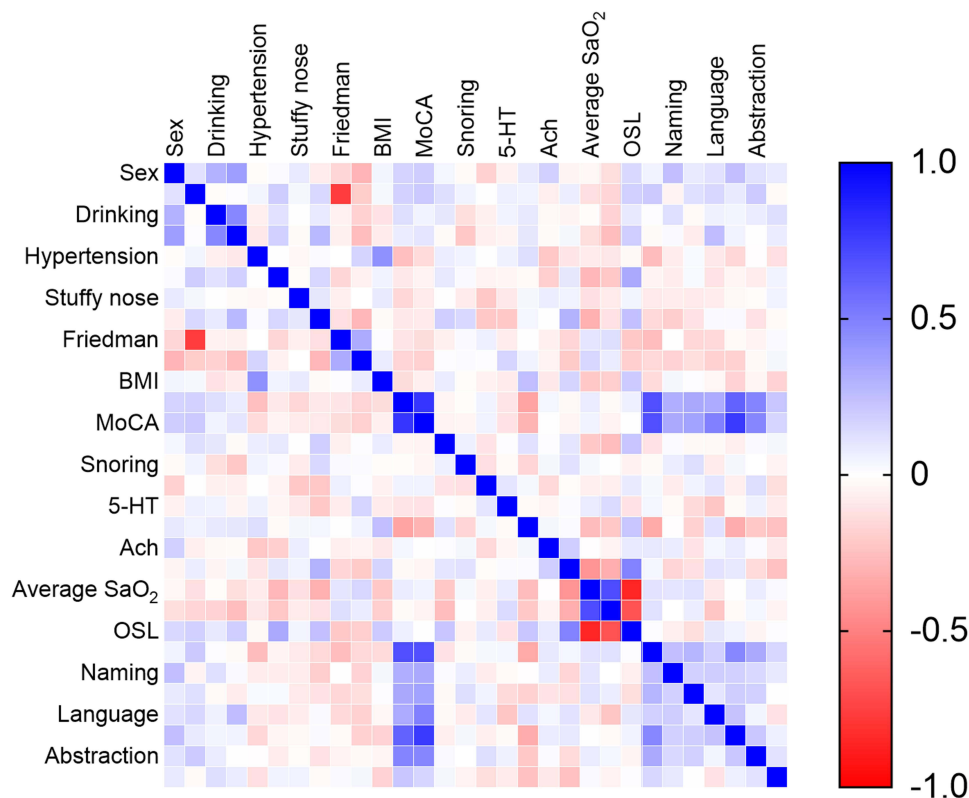 Sex
Drinking
Hypertension
Stuffy nose
Friedman
BMI
MoCA
Snoring
5-HT
Ach
Average SaO₂
OSL
Naming
Language
Abstraction
Sex
Drinking
Hypertension
Stuffy nose
Friedman
BMI
MoCA
Snoring
5-HT
Ach
Average SaO₂
OSL
Naming
Language
Abstraction
1.0
0.5
0
-0.5
-1.0